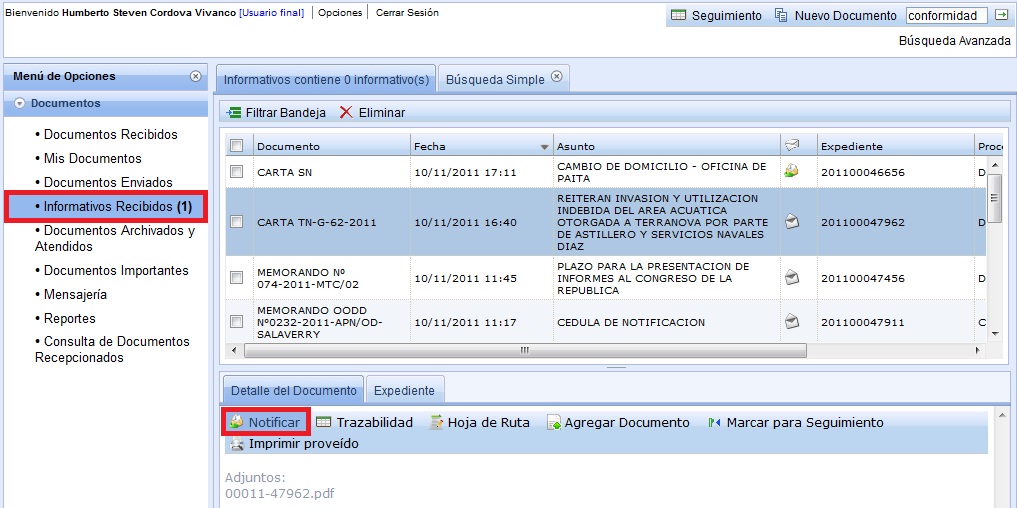 Bienvenido Humberto Steven Cordova Vivanco [Usuario final] | Opciones | Cerrar Sesión
Seguimiento Nuevo Documento conformidad
Búsqueda Avanzada
Menú de Opciones
Documentos
• Documentos Recibidos
• Mis Documentos
• Documentos Enviados
• Informativos Recibidos (1)
• Documentos Archivados y
Atendidos
• Documentos Importantes
• Mensajería
• Reportes
• Consulta de Documentos
Recepcionados
Informativos contiene 0 informativo(s) Búsqueda Simple
Filtrar Bandeja Eliminar
Documento Fecha Asunto Expediente Proce
CARTA SN 10/11/2011 17:11 CAMBIO DE DOMICILIO - OFICINA DE
PAITA 201100046656 D
CARTA TN-G-62-2011 10/11/2011 16:40 REITERAN INVASION Y UTILIZACION
INDEBIDA DEL AREA ACUATICA
OTORGADA A TERRANOVA POR PARTE
DE ASTILLERO Y SERVICIOS NAVALES
DIAZ 201100047962 D
MEMORANDO Nº
074-2011-MTC/02 10/11/2011 11:45 PLAZO PARA LA PRESENTACION DE
INFORMES AL CONGRESO DE LA
REPUBLICA 201100047456 D
MEMORANDO OODD
Nº0232-2011-APN/OD-
SALAVERRY 10/11/2011 11:17 CEDULA DE NOTIFICACION 201100047911 C
Detalle del Documento Expediente
Notificar Trazabilidad Hoja de Ruta Agregar Documento Marcar para Seguimiento
Imprimir proveído
Adjuntos:
00011-47962.pdf